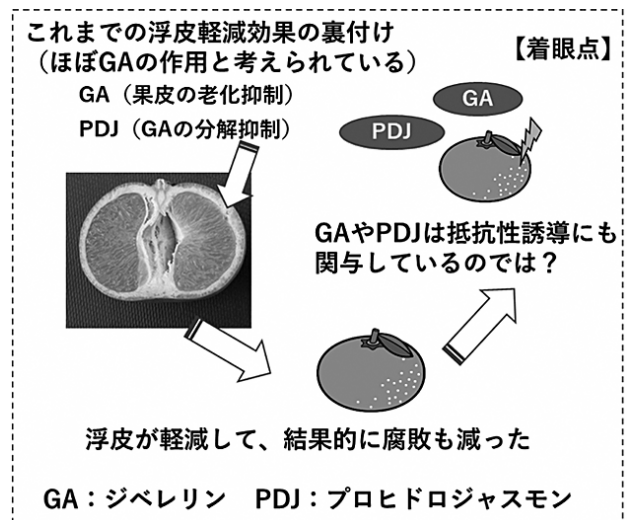 これまでの浮皮軽減効果の裏付け
（ほぼGAの作用と考えられている）
GA（果皮の老化抑制）
PDJ（GAの分解抑制）
【着眼点】
GA
PDJ
GAやPDJは抵抗性誘導にも
関与しているのでは？
浮皮が軽減して、結果的に腐敗も減った
GA：ジベレリン　PDJ：プロヒドロジャスモン